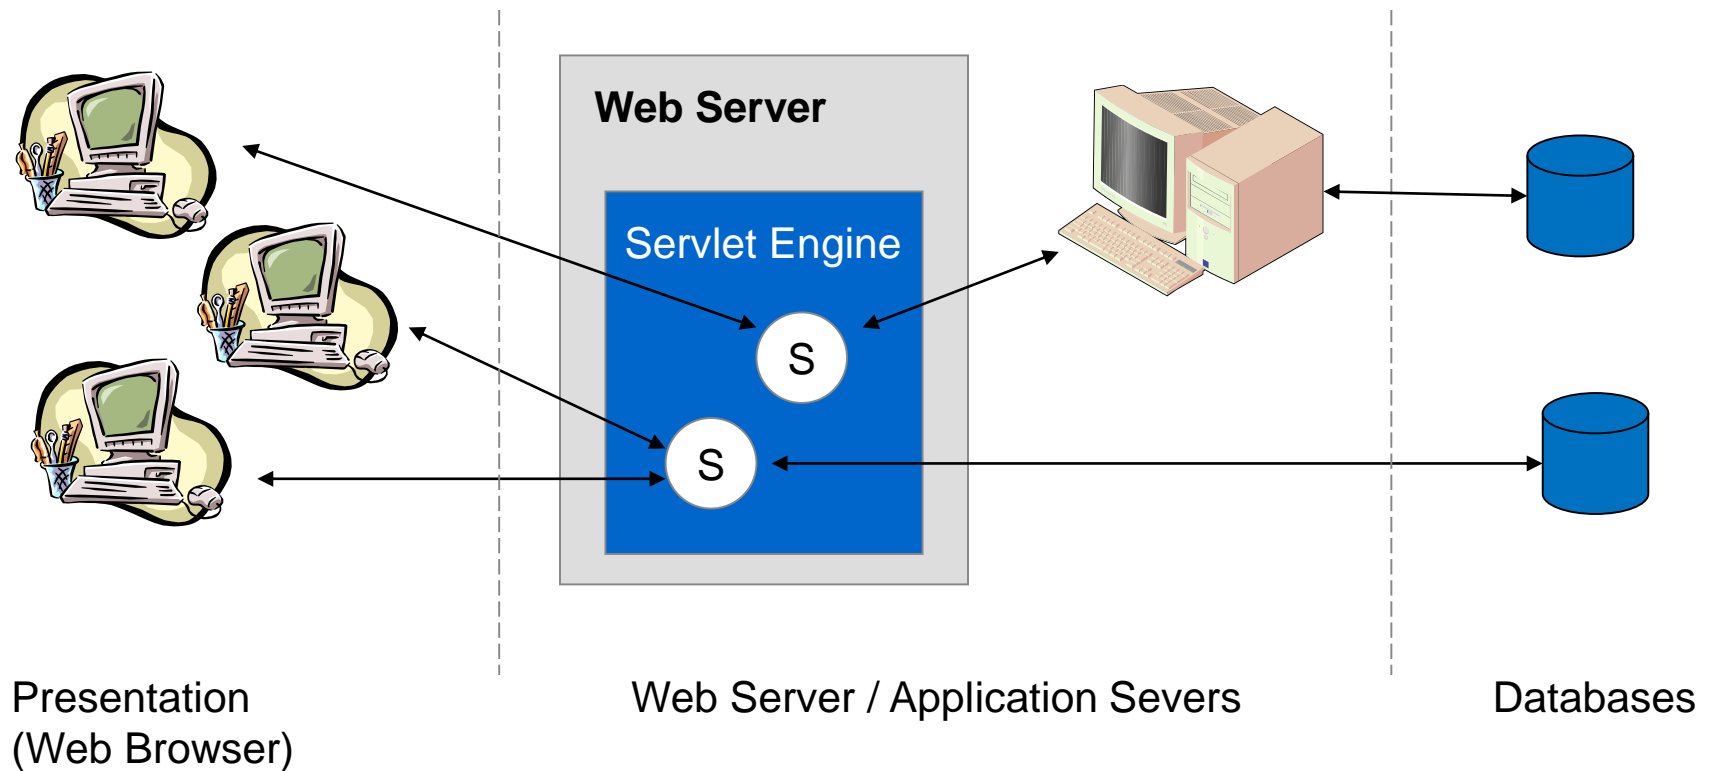 Web Server
Servlet Engine
S
S
Presentation
(Web Browser)
Web Server / Application Severs
Databases